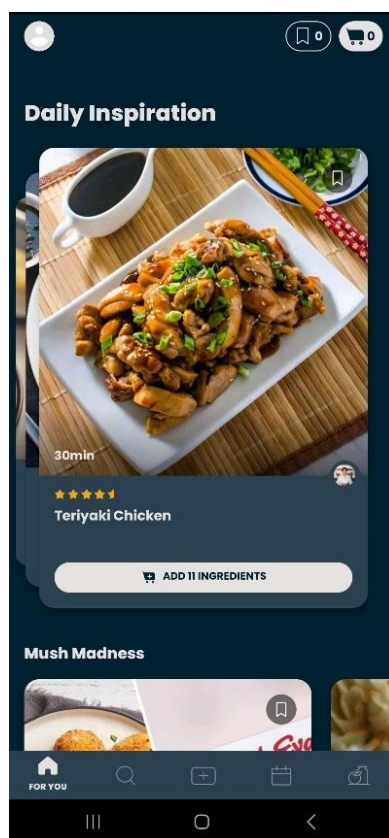 0
0
Daily Inspiration
30min
Teriyaki Chicken
ADD 11 INGREDIENTS
Mush Madness
FOR YOU